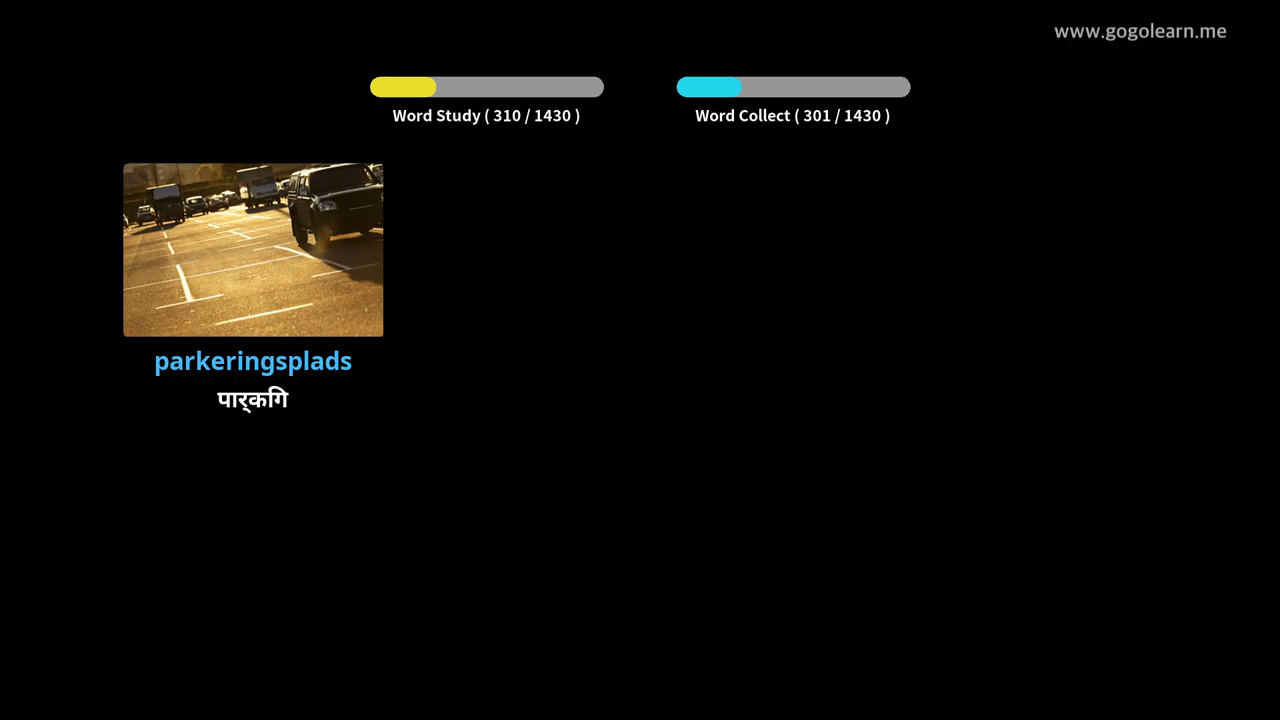 www.gogolearn.me
Word Study ( 310 / 1430 )
Word Collect ( 301 / 1430 )
parkeringsplads
पार्‌कगि